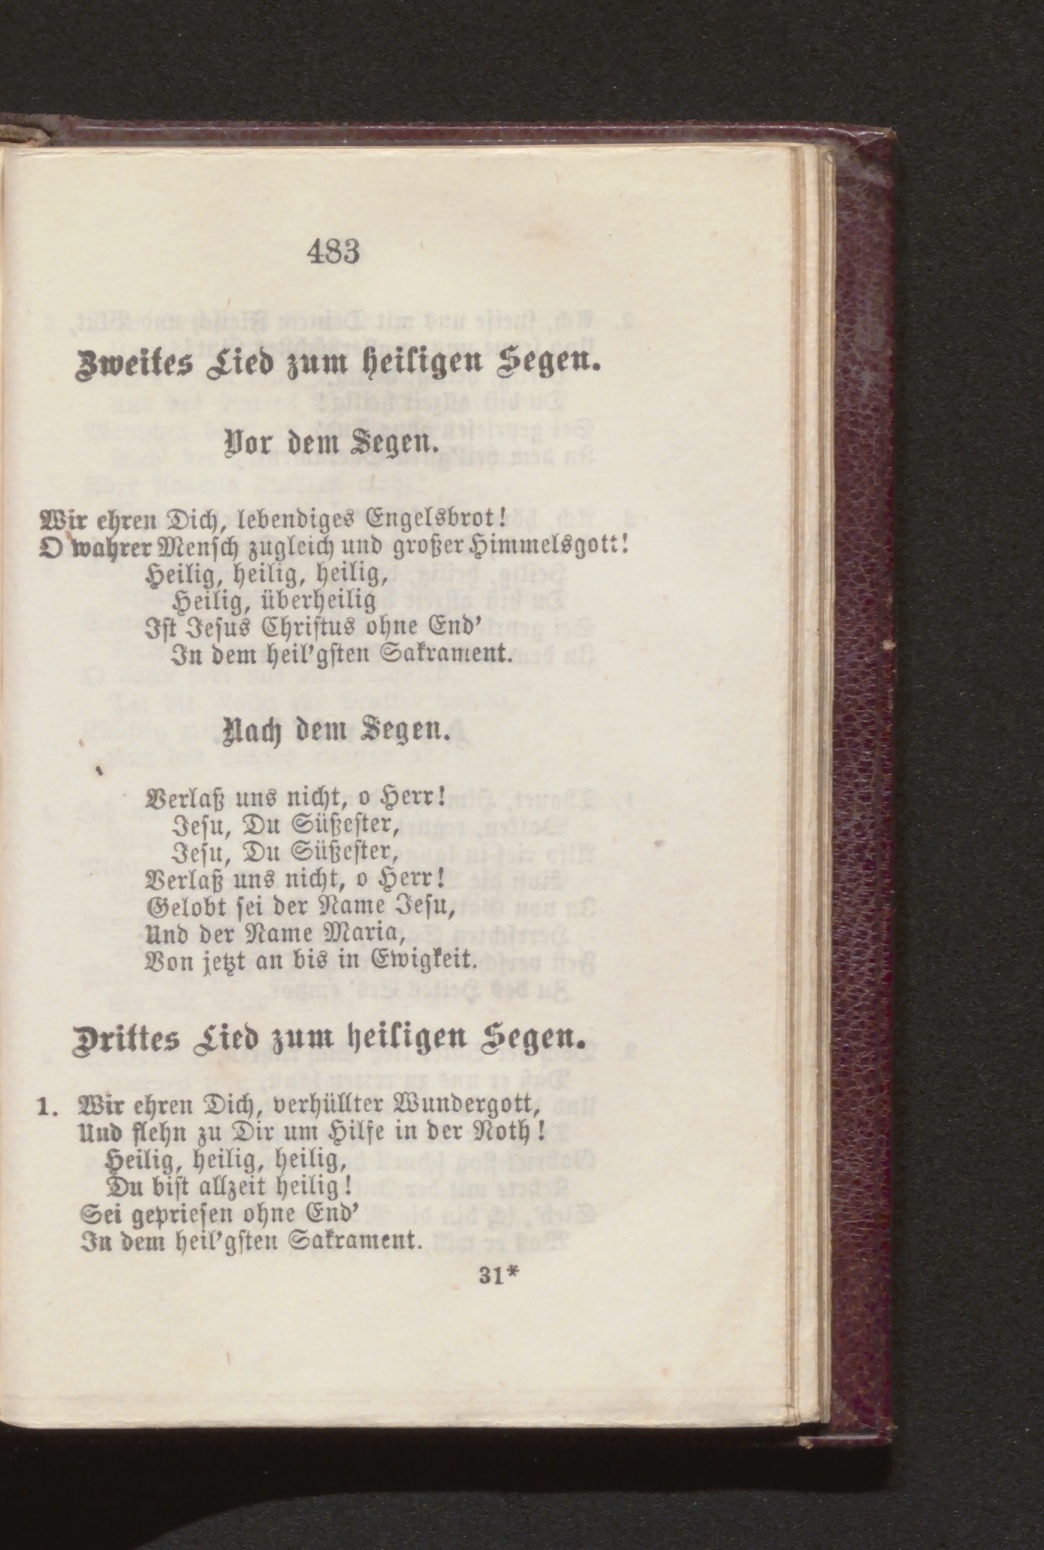 483
Zweites Lied zum heiligen Segen.
Vor dem Segen.
Wir ehren Dich, lebendiges Engelsbrot!
O wahrer Mensch zugleich und großer Himmelsgott!
Heilig, heilig, heilig,
Heilig, überheilig
Ist Jesus Christus ohne End'
In dem heil'gsten Sakrament.
Nach dem Segen.
Verlaß uns nicht, o Herr!
Jesu, Du Süßester,
Jesu, Du Süßester,
Verlaß uns nicht, o Herr!
Gelobt sei der Name Jesu,
Und der Name Maria,
Von jetzt an bis in Ewigkeit.
Drittes Lied zum heiligen Segen.
1. Wir ehren Dich, verhüllter Wundergott,
Und flehn zu Dir um Hilfe in der Noth!
Heilig, heilig, heilig,
Du bist allzeit heilig!
Sei gepriesen ohne End'
In dem heil'gsten Sakrament.
31*